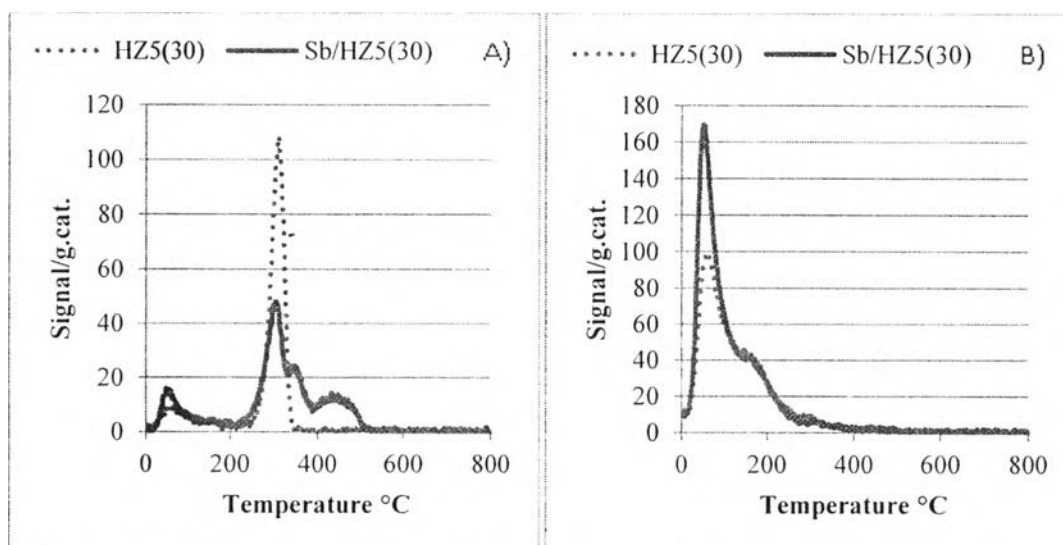 HZ5(30) Sb/HZ5(30) A)
120
100
80
60
40
20
0
Signal/g.cat.
0 200 400 600 800
Temperature °C
HZ5(30) Sb/HZ5(30) B)
180
160
140
120
100
80
60
40
20
0
Signal/g.cat.
0 200 400 600 800
Temperature °C